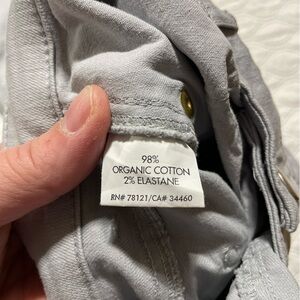 98%
ORGANIC COTTON
2% ELASTANE
RN# 78121/CA# 34460